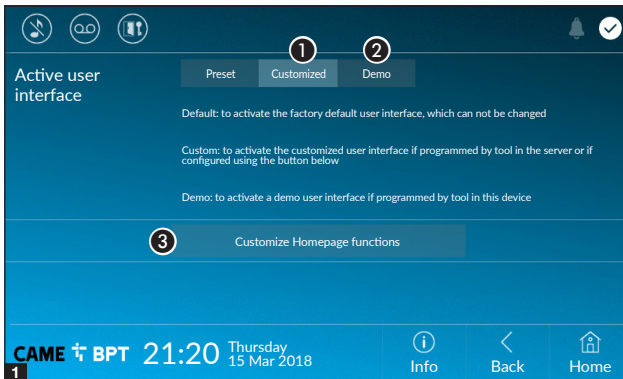 1 2
Active user
interface
Preset Customized Demo
Default: to activate the factory default user interface, which can not be changed
Custom: to activate the customized user interface if programmed by tool in the server or if
configured using the button below
Demo: to activate a demo user interface if programmed by tool in this device
3 Customize Homepage functions
CAME BPT 21:20 Thursday
15 Mar 2018
i
Info Back Home
1